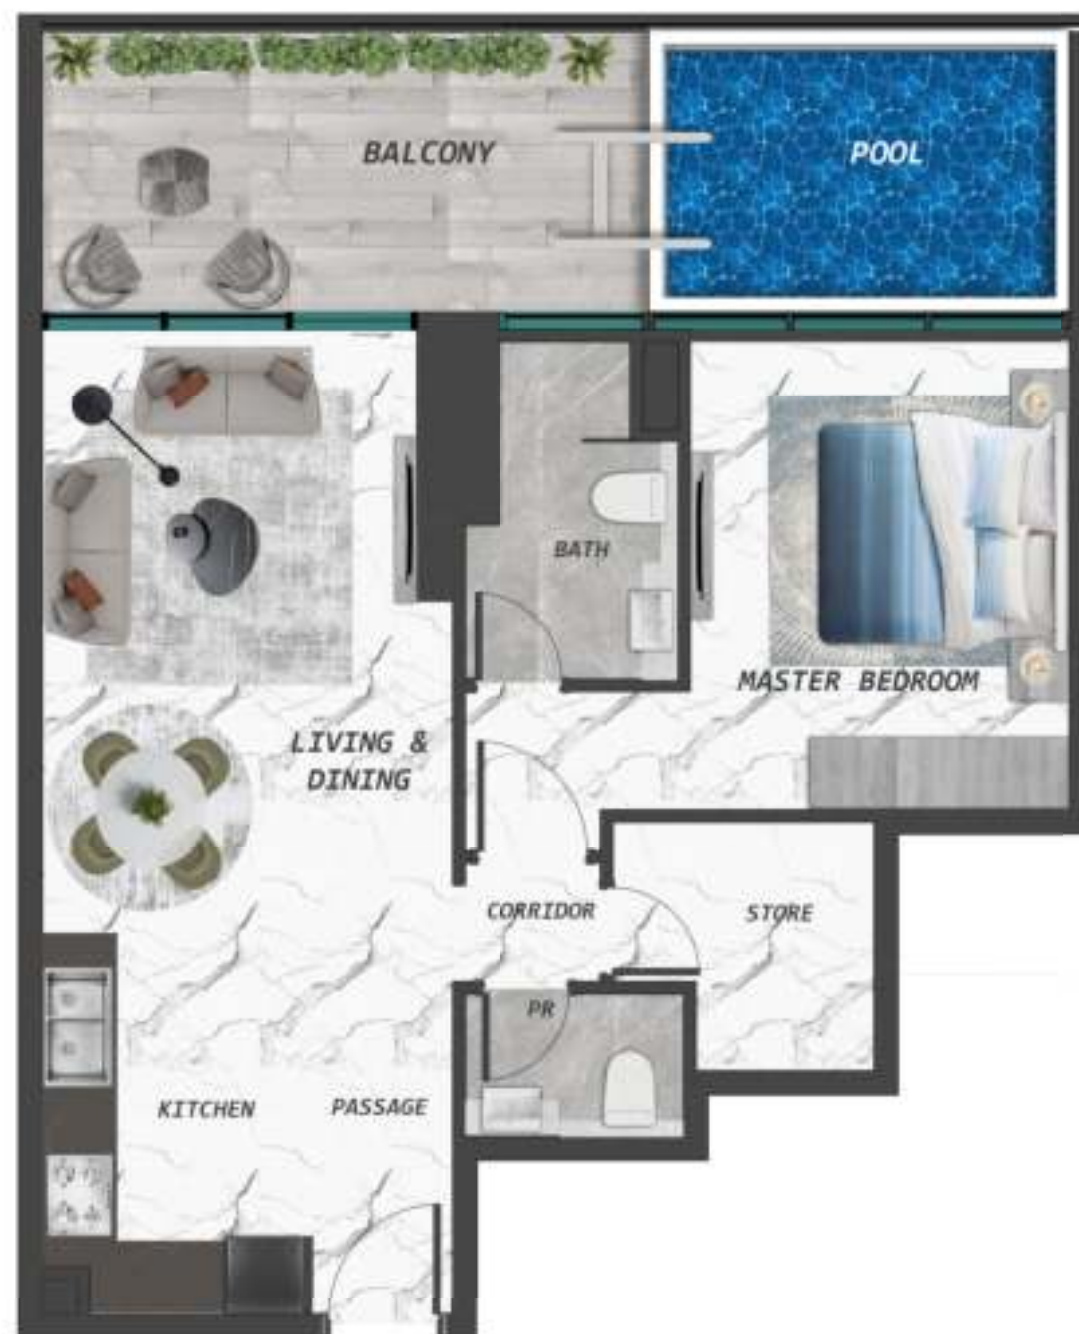 BALCONY
POOL
BATH
MASTER BEDROOM
LIVING &
DINING
CORRIDOR
STORE
PR
KITCHEN
PASSAGE